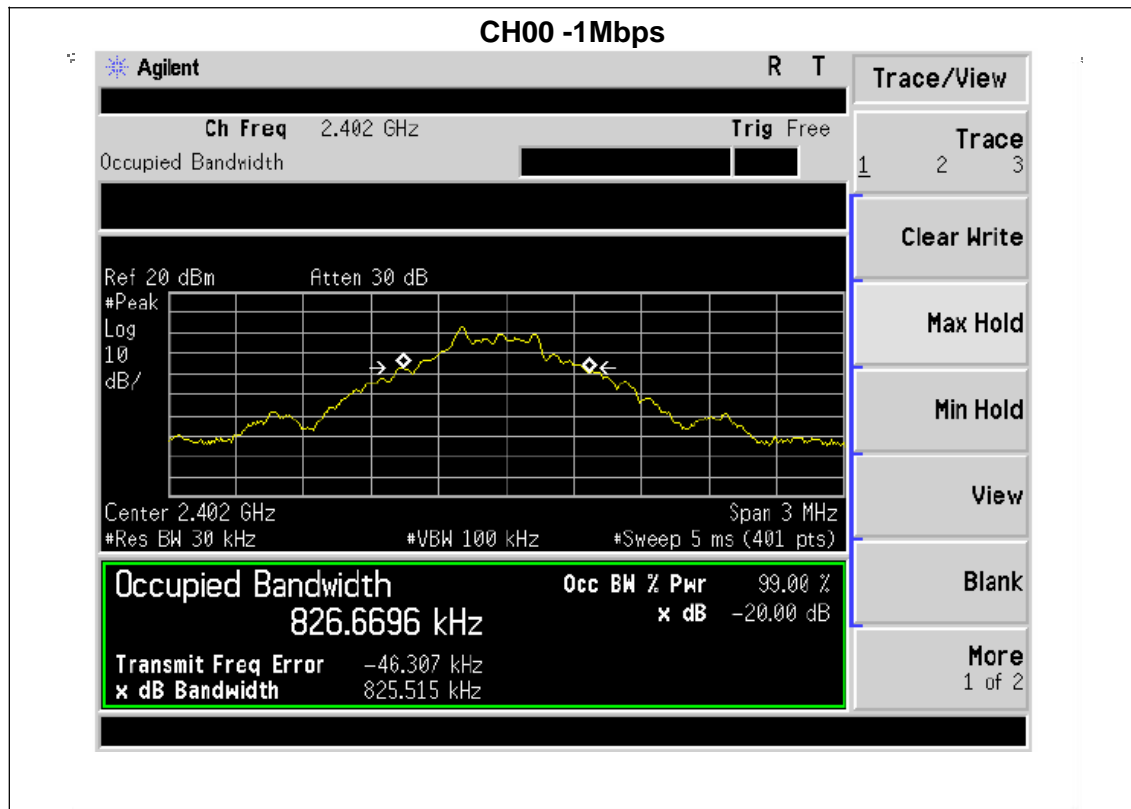 CH00 -1Mbps
Agilent R T
Trace/View
Ch Freq 2.402 GHz Trig Free
Occupied Bandwidth
Trace
1 2 3
Clear Write
Ref 20 dBm Atten 30 dB
#Peak
Log
10
dB/
Max Hold
Min Hold
View
Center 2.402 GHz Span 3 MHz
#Res BW 30 kHz #VBW 100 kHz #Sweep 5 ms (401 pts)
Occupied Bandwidth Occ BW % Pwr 99.00 %
826.6696 kHz x dB -20.00 dB
Blank
Transmit Freq Error -46.307 kHz
x dB Bandwidth 825.515 kHz
More
1 of 2